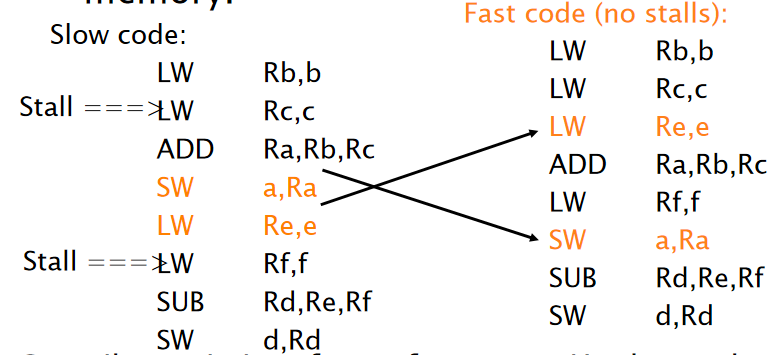 memory.
Slow code:
LW Rb,b
Stall ===>LW Rc,c
ADD Ra,Rb,Rc
SW a,Ra
LW Re,e
Stall ===>LW Rf,f
SUB Rd,Re,Rf
SW d,Rd
Fast code (no stalls):
LW Rb,b
LW Rc,c
LW Re,e
ADD Ra,Rb,Rc
LW Rf,f
SW a,Ra
SUB Rd,Re,Rf
SW d,Rd